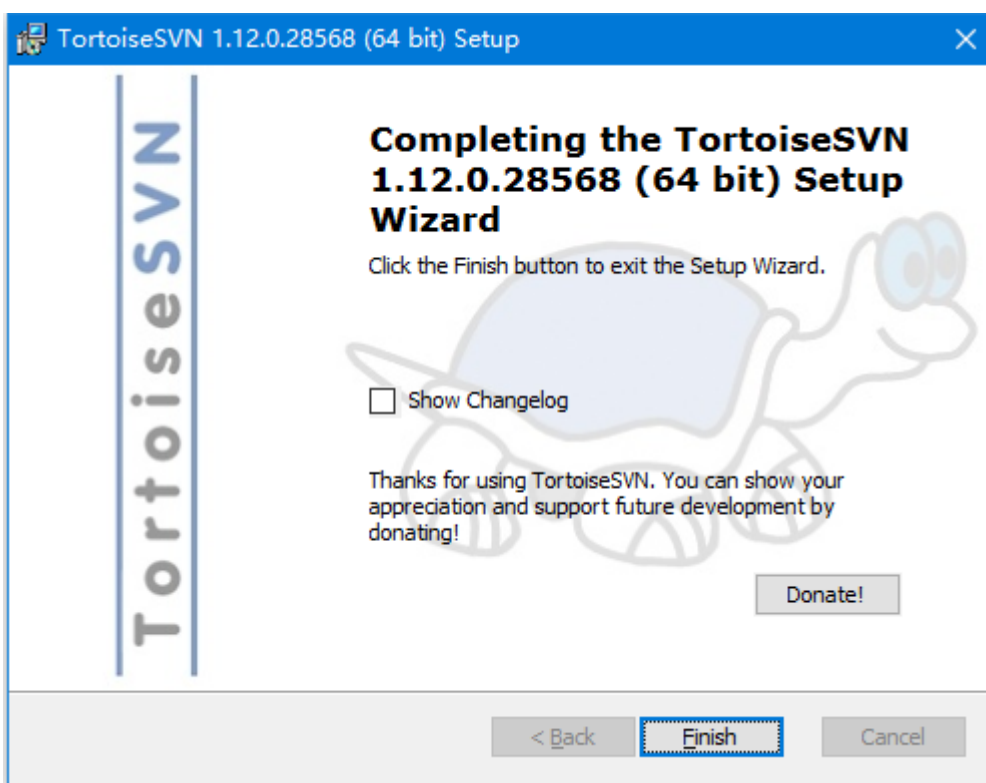 TortoiseSVN 1.12.0.28568 (64 bit) Setup
TortoiseSVN
Completing the TortoiseSVN
1.12.0.28568 (64 bit) Setup
Wizard
Click the Finish button to exit the Setup Wizard.
Show Changelog
Thanks for using TortoiseSVN. You can show your
appreciation and support future development by
donating!
Donate!
< Back
Finish
Cancel